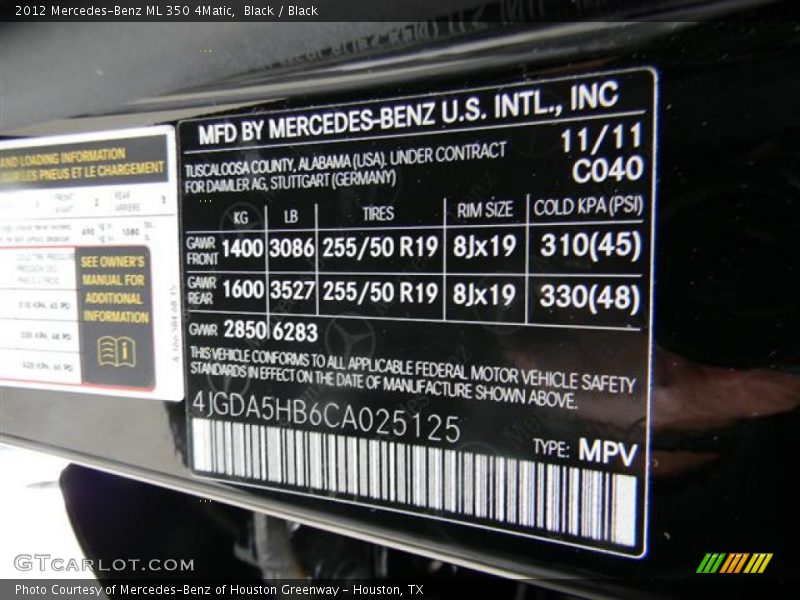 2012 Mercedes-Benz ML 350 4Matic,  Black / Black
MFD BY MERCEDES-BENZ U.S. INTL., INC
TUSCALOOSA COUNTY, ALABAMA (USA). UNDER CONTRACT
FOR DAIMLER AG, STUTTGART (GERMANY)
11/11
C040
KG LB TIRES RIM SIZE COLD KPA (PSI)
GAWR FRONT 1400 3086 255/50 R19 8Jx19 310(45)
GAWR REAR 1600 3527 255/50 R19 8Jx19 330(48)
GVWR 2850 6283
THIS VEHICLE CONFORMS TO ALL APPLICABLE FEDERAL MOTOR VEHICLE SAFETY
STANDARDS IN EFFECT ON THE DATE OF MANUFACTURE SHOWN ABOVE.
4JGDA5HB6CA025125
TYPE: MPV
AND LOADING INFORMATION
LES PNEUS ET LE CHARGEMENT
SEE OWNER'S
MANUAL FOR
ADDITIONAL
INFORMATION
GTCARLOT.COM
Photo Courtesy of Mercedes-Benz of Houston Greenway - Houston, TX